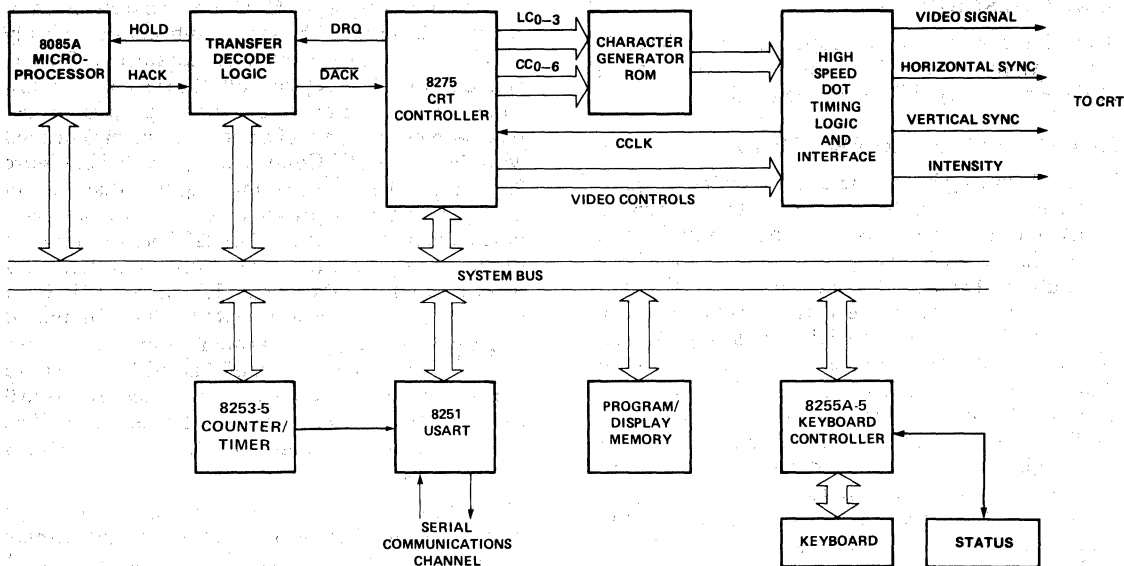 8085A
MICRO-
PROCESSOR
HOLD
HACK
TRANSFER
DECODE
LOGIC
DRQ
DACK
8275
CRT
CONTROLLER
LC0–3
CC0–6
CHARACTER
GENERATOR
ROM
CCLK
VIDEO CONTROLS
HIGH
SPEED
DOT
TIMING
LOGIC
AND
INTERFACE
VIDEO SIGNAL
HORIZONTAL SYNC
VERTICAL SYNC
INTENSITY
TO CRT
SYSTEM BUS
8253-5
COUNTER/
TIMER
8251
USART
SERIAL
COMMUNICATIONS
CHANNEL
PROGRAM/
DISPLAY
MEMORY
8255A-5
KEYBOARD
CONTROLLER
KEYBOARD
STATUS